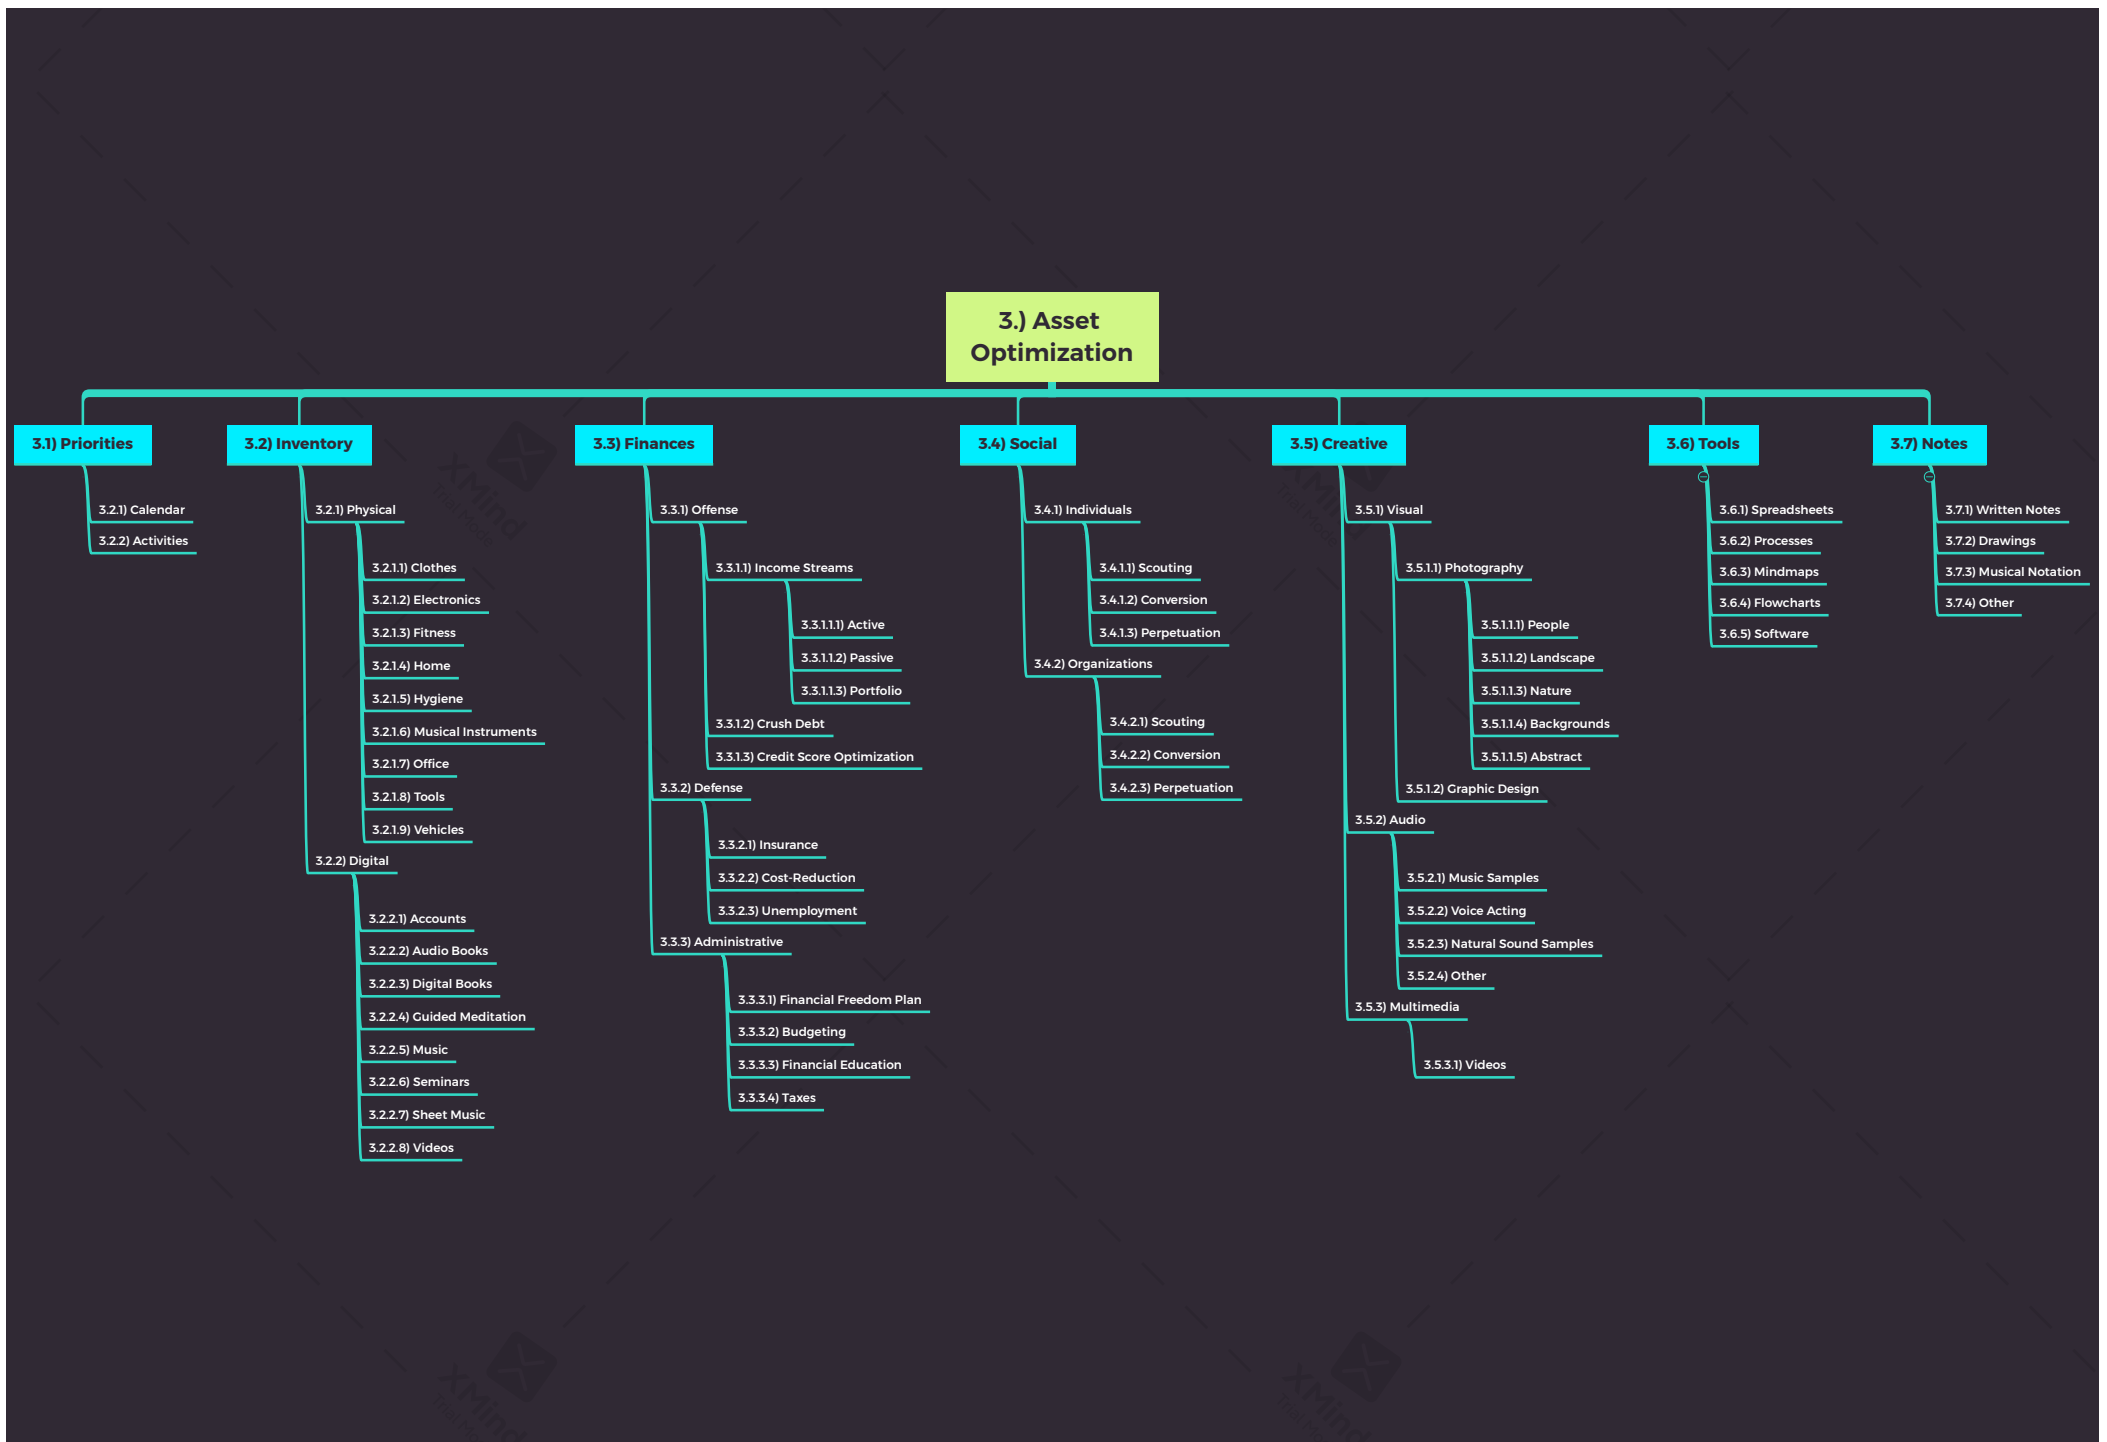 3.) Asset
Optimization
3.1) Priorities
3.2.1) Calendar
3.2.2) Activities
3.2) Inventory
3.2.1) Physical
3.2.1.1) Clothes
3.2.1.2) Electronics
3.2.1.3) Fitness
3.2.1.4) Home
3.2.1.5) Hygiene
3.2.1.6) Musical Instruments
3.2.1.7) Office
3.2.1.8) Tools
3.2.1.9) Vehicles
3.2.2) Digital
3.2.2.1) Accounts
3.2.2.2) Audio Books
3.2.2.3) Digital Books
3.2.2.4) Guided Meditation
3.2.2.5) Music
3.2.2.6) Seminars
3.2.2.7) Sheet Music
3.2.2.8) Videos
3.3) Finances
3.3.1) Offense
3.3.1.1) Income Streams
3.3.1.1.1) Active
3.3.1.1.2) Passive
3.3.1.1.3) Portfolio
3.3.1.2) Crush Debt
3.3.1.3) Credit Score Optimization
3.3.2) Defense
3.3.2.1) Insurance
3.3.2.2) Cost-Reduction
3.3.2.3) Unemployment
3.3.3) Administrative
3.3.3.1) Financial Freedom Plan
3.3.3.2) Budgeting
3.3.3.3) Financial Education
3.3.3.4) Taxes
3.4) Social
3.4.1) Individuals
3.4.1.1) Scouting
3.4.1.2) Conversion
3.4.1.3) Perpetuation
3.4.2) Organizations
3.4.2.1) Scouting
3.4.2.2) Conversion
3.4.2.3) Perpetuation
3.5) Creative
3.5.1) Visual
3.5.1.1) Photography
3.5.1.1.1) People
3.5.1.1.2) Landscape
3.5.1.1.3) Nature
3.5.1.1.4) Backgrounds
3.5.1.1.5) Abstract
3.5.1.2) Graphic Design
3.5.2) Audio
3.5.2.1) Music Samples
3.5.2.2) Voice Acting
3.5.2.3) Natural Sound Samples
3.5.2.4) Other
3.5.3) Multimedia
3.5.3.1) Videos
3.6) Tools
3.6.1) Spreadsheets
3.6.2) Processes
3.6.3) Mindmaps
3.6.4) Flowcharts
3.6.5) Software
3.7) Notes
3.7.1) Written Notes
3.7.2) Drawings
3.7.3) Musical Notation
3.7.4) Other
XMind
Trial Mode
XMind
Trial Mode
XMind
XMind